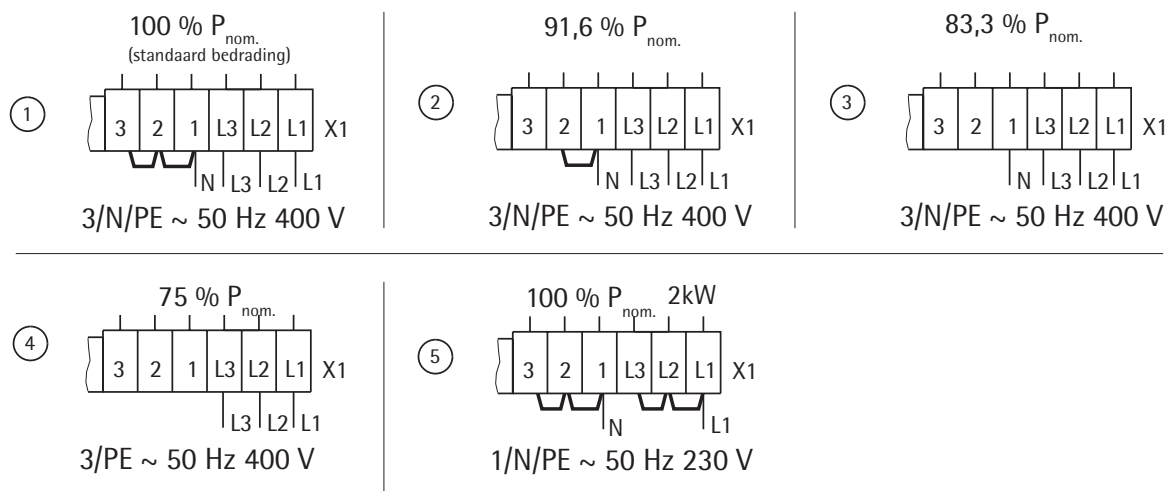 100 % Pnom.
(standaard bedrading)
1
3 2 1 L3 L2 L1 X1
N L3 L2 L1
3/N/PE ~ 50 Hz 400 V
91,6 % Pnom.
2
3 2 1 L3 L2 L1 X1
N L3 L2 L1
3/N/PE ~ 50 Hz 400 V
83,3 % Pnom.
3
3 2 1 L3 L2 L1 X1
N L3 L2 L1
3/N/PE ~ 50 Hz 400 V
75 % Pnom.
4
3 2 1 L3 L2 L1 X1
L3 L2 L1
3/PE ~ 50 Hz 400 V
100 % Pnom. 2kW
5
3 2 1 L3 L2 L1 X1
N L1
1/N/PE ~ 50 Hz 230 V